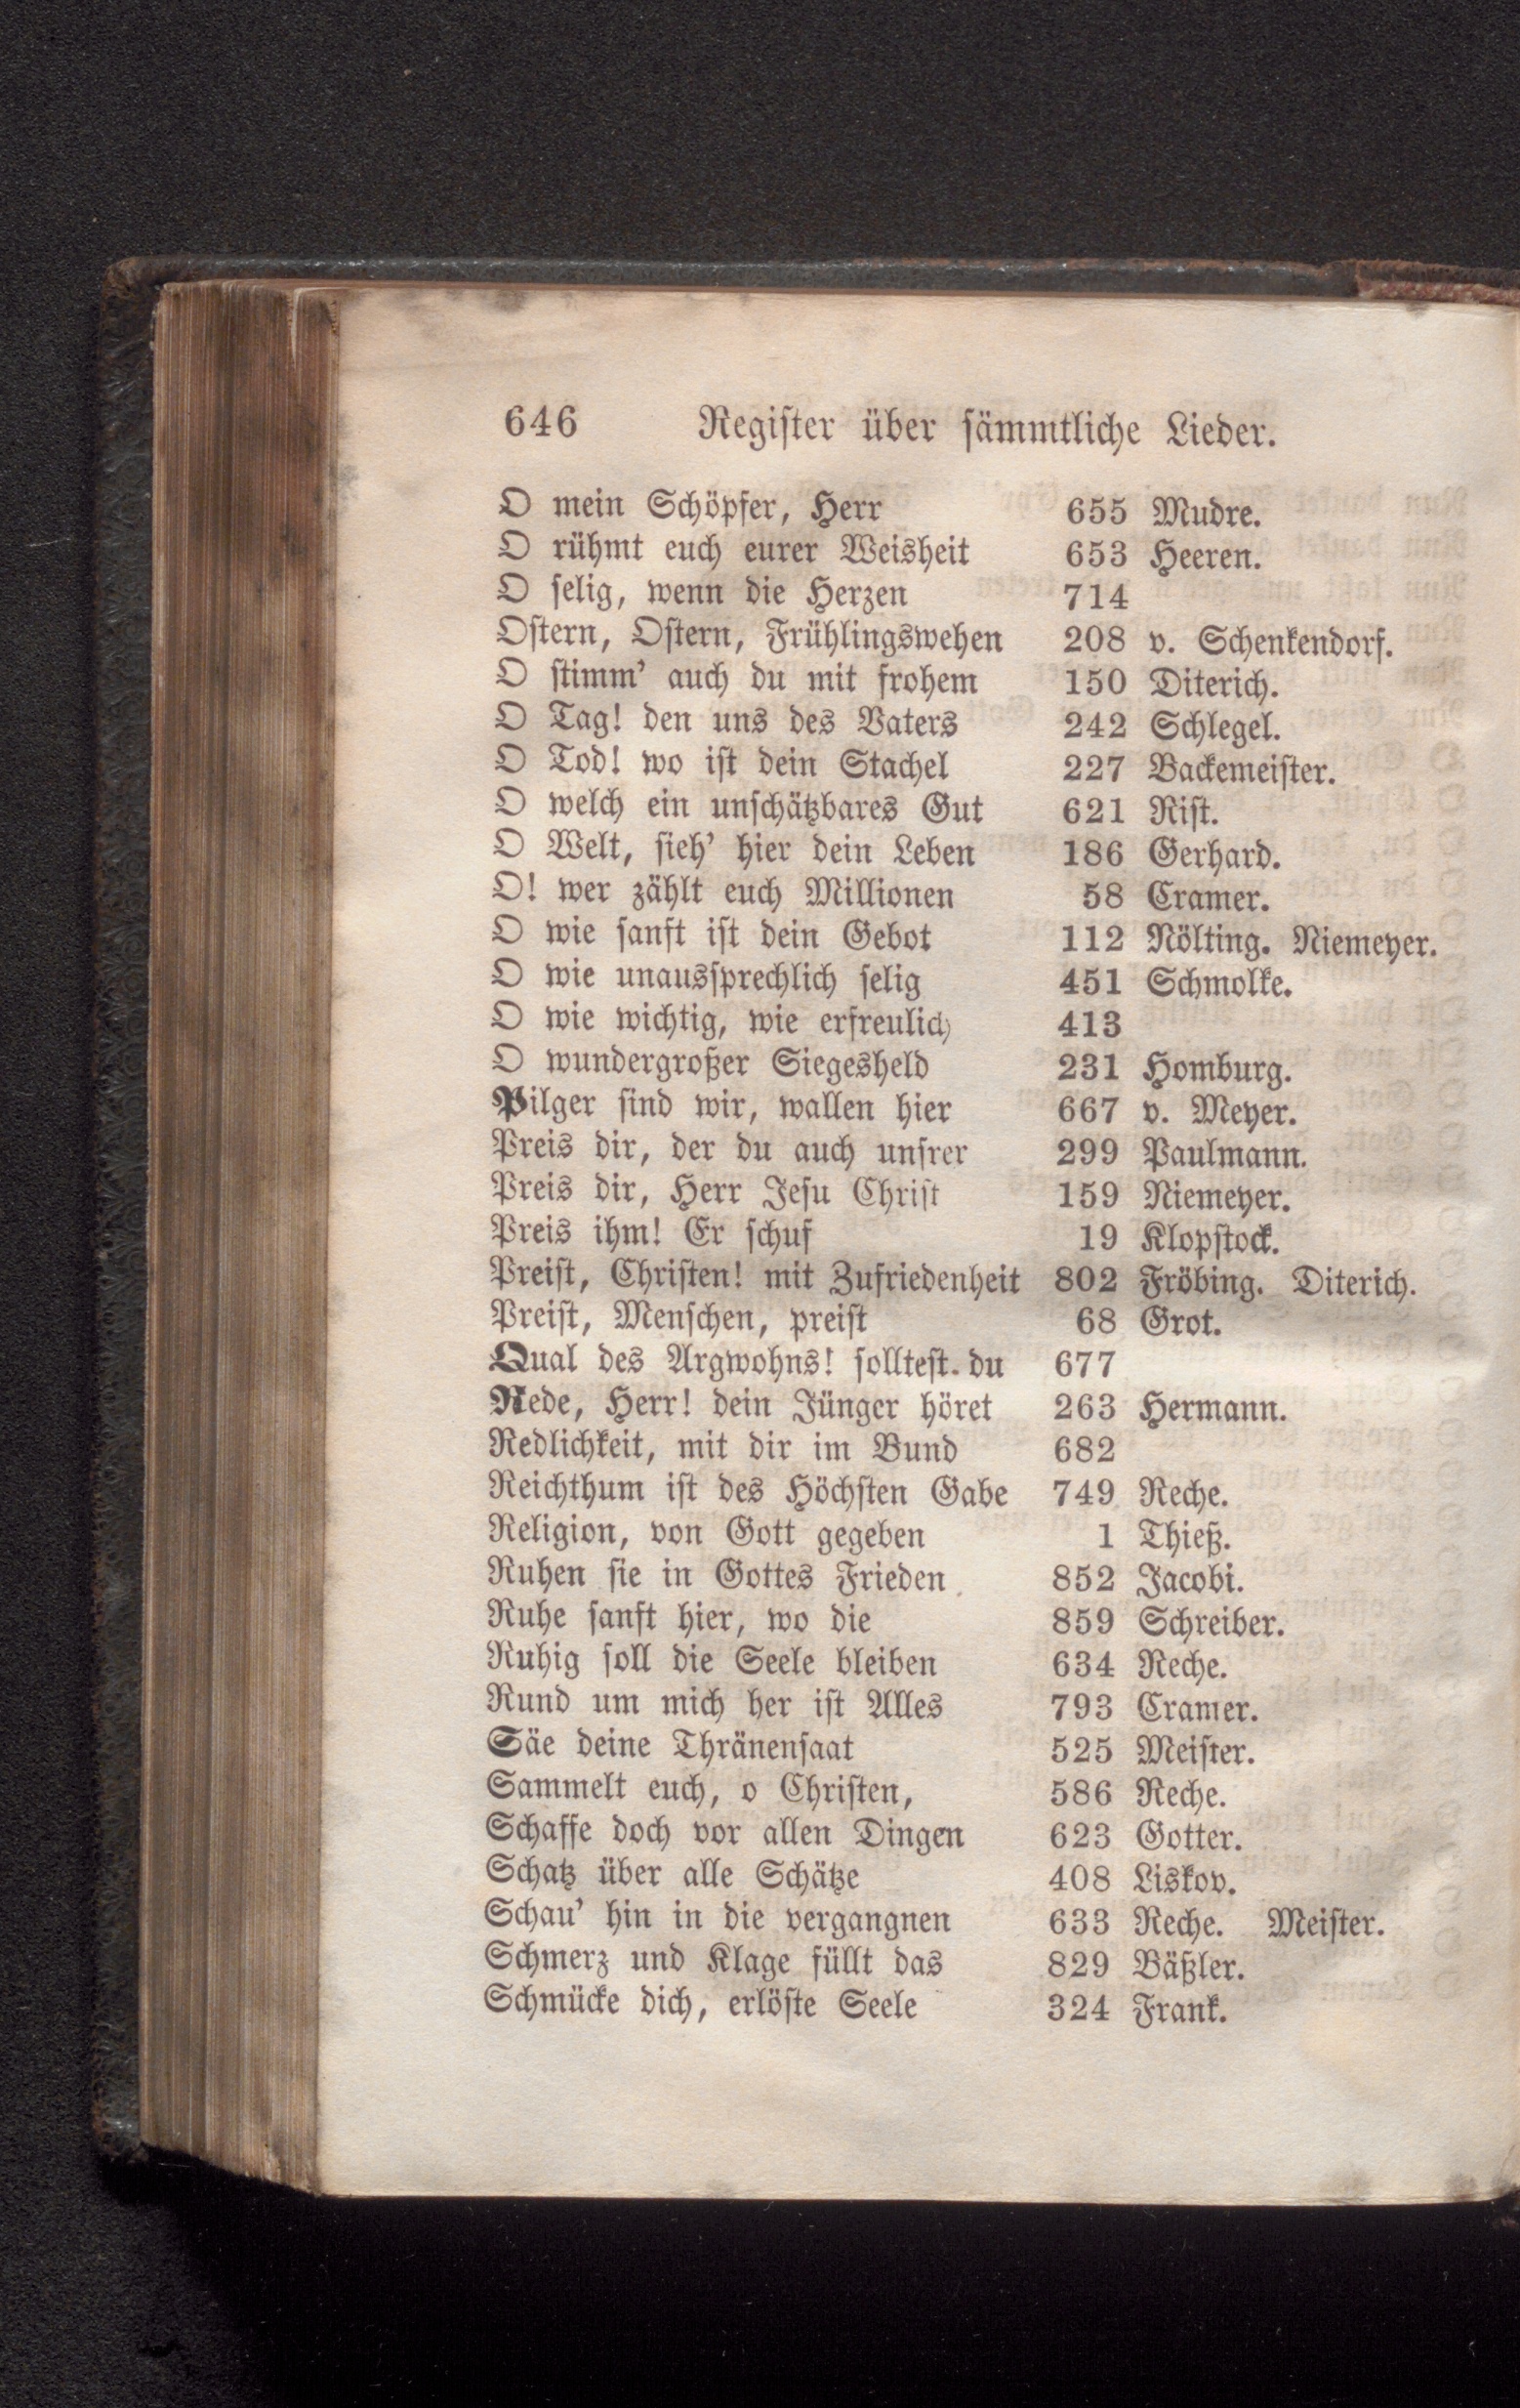 646 Regiſter über ſämmtliche Lieder.
O mein Schöpfer, Herr 655 Mudre.
O rühmt euch eurer Weisheit 653 Heeren.
O ſelig, wenn die Herzen 714
Oſtern, Oſtern, Frühlingswehen 208 v. Schenkendorf.
O ſtimm' auch du mit frohem 150 Diterich.
O Tag! den uns des Vaters 242 Schlegel.
O Tod! wo iſt dein Stachel 227 Backemeiſter.
O welch ein unſchätzbares Gut 621 Riſt.
O Welt, ſieh' hier dein Leben 186 Gerhard.
O! wer zählt euch Millionen 58 Cramer.
O wie ſanft iſt dein Gebot 112 Nölting. Niemeyer.
O wie unausſprechlich ſelig 451 Schmolke.
O wie wichtig, wie erfreulich 413
O wundergroßer Siegesheld 231 Homburg.
Pilger ſind wir, wallen hier 667 v. Meyer.
Preis dir, der du auch unſrer 299 Paulmann.
Preis dir, Herr Jeſu Chriſt 159 Niemeyer.
Preis ihm! Er ſchuf 19 Klopſtock.
Preiſt, Chriſten! mit Zufriedenheit 802 Fröbing. Diterich.
Preiſt, Menſchen, preiſt 68 Grot.
Qual des Argwohns! ſollteſt du 677
Rede, Herr! dein Jünger höret 263 Hermann.
Redlichkeit, mit dir im Bund 682
Reichthum iſt des Höchſten Gabe 749 Reche.
Religion, von Gott gegeben 1 Thieß.
Ruhen ſie in Gottes Frieden 852 Jacobi.
Ruhe ſanft hier, wo die 859 Schreiber.
Ruhig ſoll die Seele bleiben 634 Reche.
Rund um mich her iſt Alles 793 Cramer.
Säe deine Thränenſaat 525 Meiſter.
Sammelt euch, o Chriſten, 586 Reche.
Schaffe doch vor allen Dingen 623 Gotter.
Schatz über alle Schätze 408 Liskov.
Schau' hin in die vergangnen 633 Reche. Meiſter.
Schmerz und Klage füllt das 829 Bäßler.
Schmücke dich, erlöſte Seele 324 Frank.